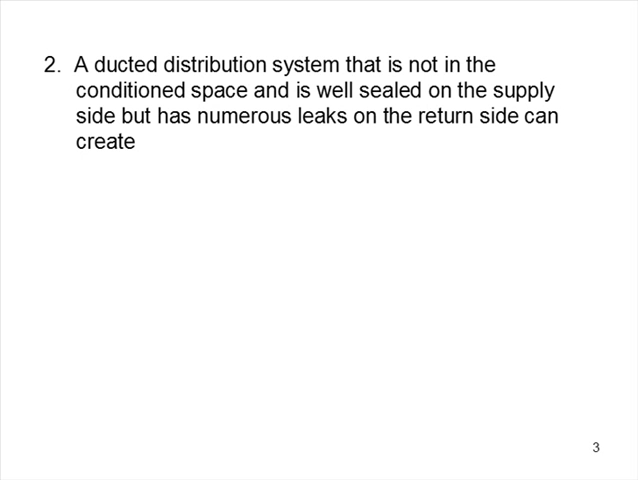 2. A ducted distribution system that is not in the
conditioned space and is well sealed on the supply
side but has numerous leaks on the return side can
create
3